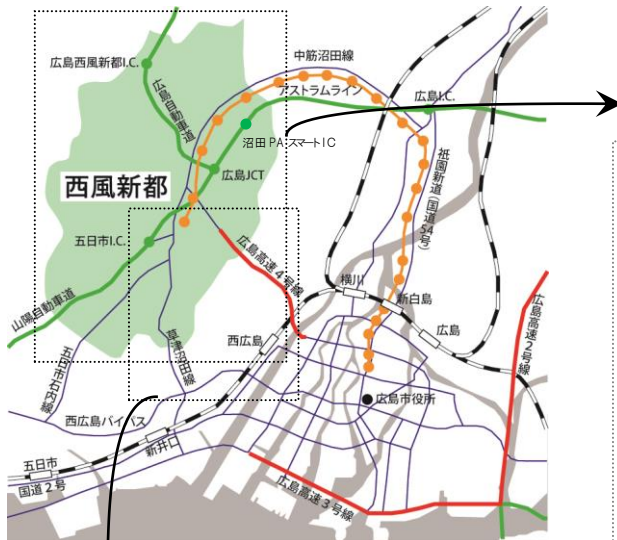 広島西風新都I.C.
広島自動車道
中筋沼田線
アストラムライン
広島I.C.
沼田PAスマートIC
広島JCT
祇園新道(国道54号)
西風新都
五日市I.C.
広島高速4号線
山陽自動車道
横川
新白島
広島
広島高速2号線
西広島
五日市石内線
草津沼田線
広島市役所
西広島バイパス
新井口
五日市
国道2号
広島高速3号線